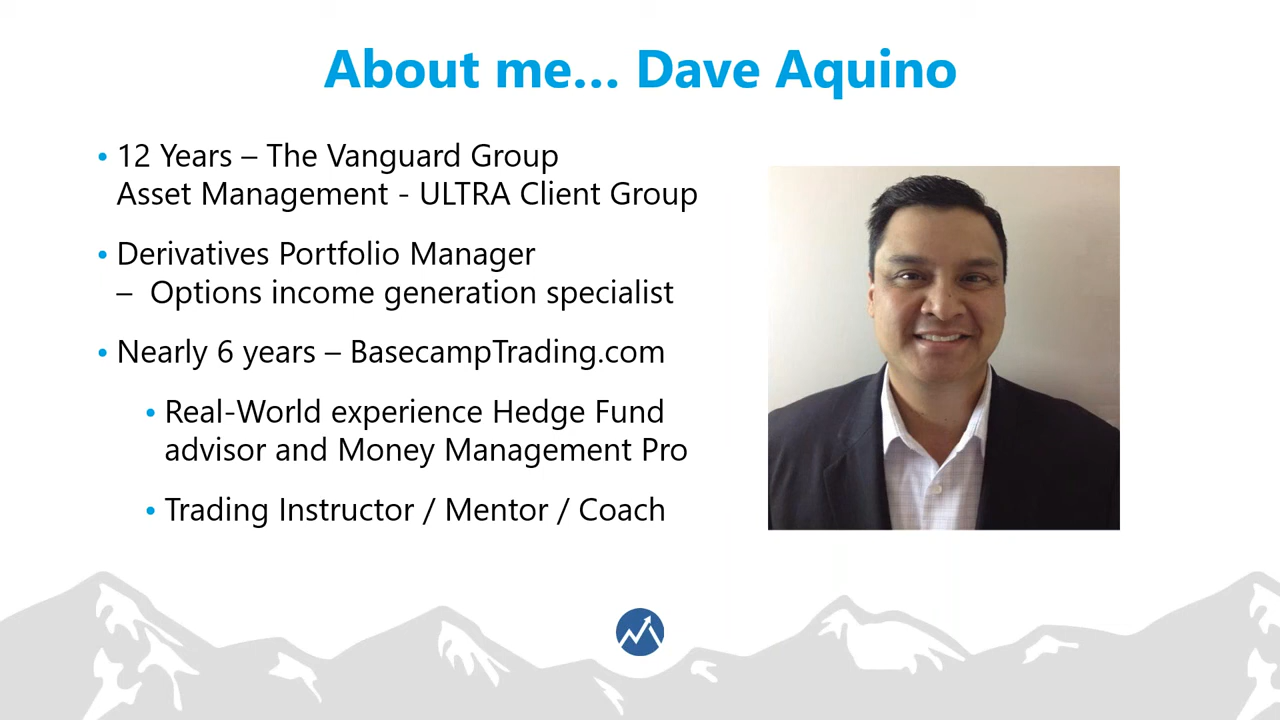 About me... Dave Aquino
• 12 Years – The Vanguard Group
Asset Management - ULTRA Client Group
• Derivatives Portfolio Manager
– Options income generation specialist
• Nearly 6 years – BasecampTrading.com
• Real-World experience Hedge Fund
advisor and Money Management Pro
• Trading Instructor / Mentor / Coach